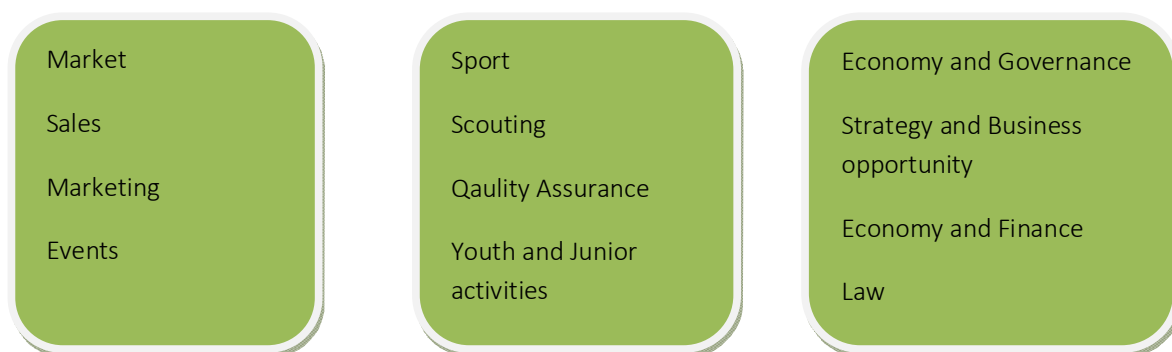 Market
Sales
Marketing
Events
Sport
Scouting
Qaulity Assurance
Youth and Junior
activities
Economy and Governance
Strategy and Business
opportunity
Economy and Finance
Law